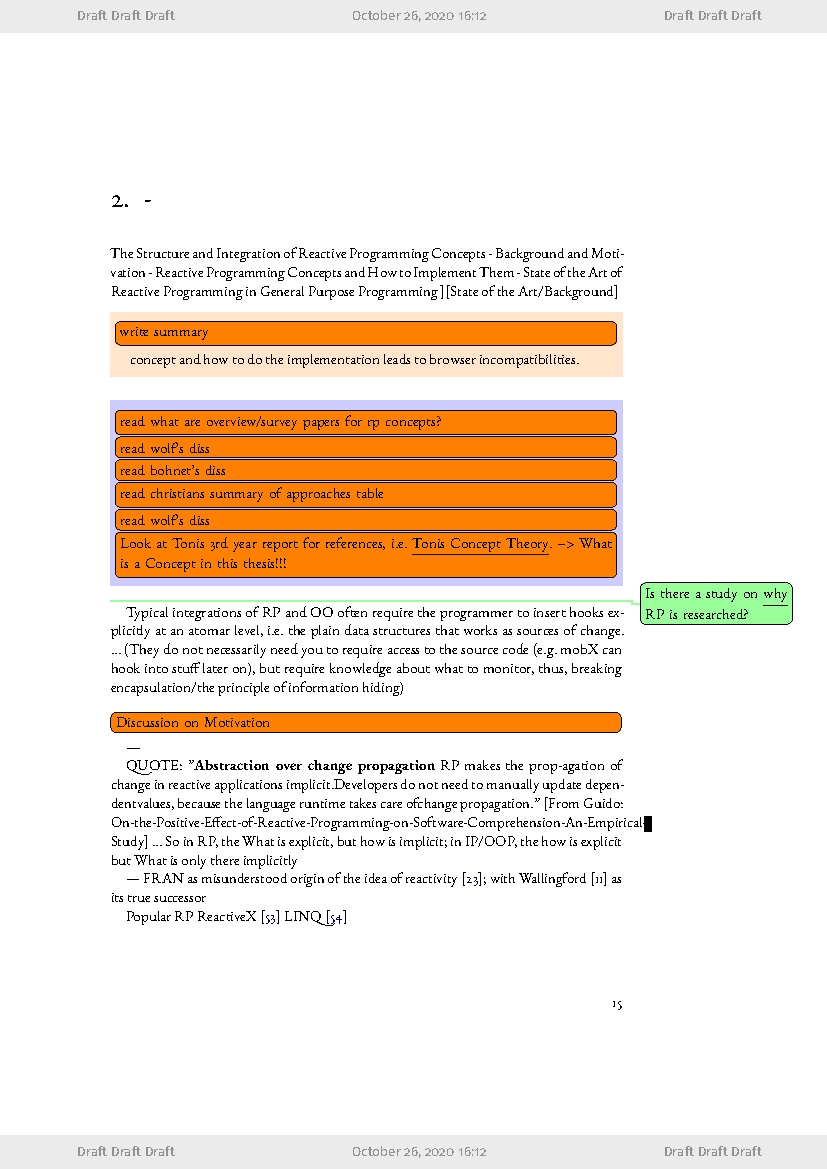 Draft Draft Draft October 26, 2020 16:12 Draft Draft Draft
2. -
The Structure and Integration of Reactive Programming Concepts - Background and Moti-
vation - Reactive Programming Concepts and How to Implement Them - State of the Art of
Reactive Programming in General Purpose Programming][State of the Art/Background]
write summary
concept and how to do the implementation leads to browser incompatibilities.
read what are overview/survey papers for rp concepts?
read wolf's diss
read bohnet's diss
read christians summary of approaches table
read wolf's diss
Look at Tonis 3rd year report for references, i.e. Tonis Concept Theory. –> What
is a Concept in this thesis!!!
Is there a study on why
RP is researched?
Typical integrations of RP and OO often require the programmer to insert hooks ex-
plicitly at an atomar level, i.e. the plain data structures that works as sources of change.
... (They do not necessarily need you to require access to the source code (e.g. mobX can
hook into stuff later on), but require knowledge about what to monitor, thus, breaking
encapsulation/the principle of information hiding)
Discussion on Motivation
—
QUOTE: ”Abstraction over change propagation RP makes the prop-agation of
change in reactive applications implicit.Developers do not need to manually update depen-
dentvalues, because the language runtime takes care ofchange propagation.” [From Guido:
On-the-Positive-Effect-of-Reactive-Programming-on-Software-Comprehension-An-Empirical-
Study] ... So in RP, the What is explicit, but how is implicit; in IP/OOP, the how is explicit
but What is only there implicitly
— FRAN as misunderstood origin of the idea of reactivity [23]; with Wallingford [11] as
its true successor
Popular RP ReactiveX [53] LINQ [54]
15
Draft Draft Draft October 26, 2020 16:12 Draft Draft Draft